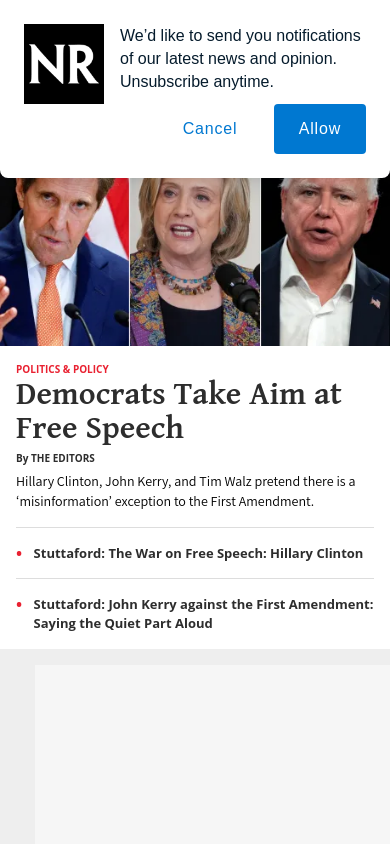 NR
We'd like to send you notifications
of our latest news and opinion.
Unsubscribe anytime.
Cancel
Allow
POLITICS & POLICY
Democrats Take Aim at
Free Speech
By THE EDITORS
Hillary Clinton, John Kerry, and Tim Walz pretend there is a
‘misinformation’ exception to the First Amendment.
• Stuttaford: The War on Free Speech: Hillary Clinton
• Stuttaford: John Kerry against the First Amendment:
Saying the Quiet Part Aloud